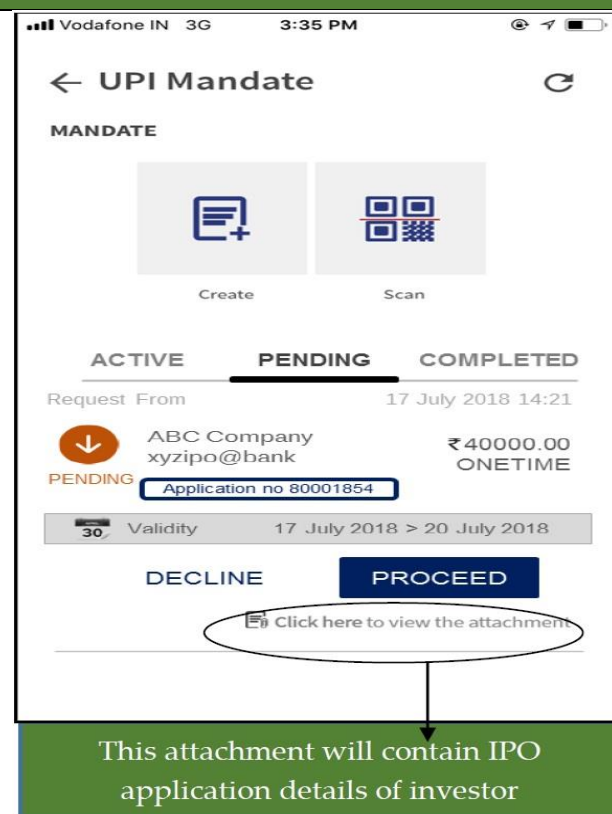 Vodafone IN 3G 3:35 PM
← UPI Mandate
MANDATE
Create Scan
ACTIVE PENDING COMPLETED
Request From 17 July 2018 14:21
ABC Company ₹40000.00
xyzipo@bank ONETIME
PENDING
Application no 80001854
30 Validity 17 July 2018 > 20 July 2018
DECLINE PROCEED
Click here to view the attachment
This attachment will contain IPO
application details of investor